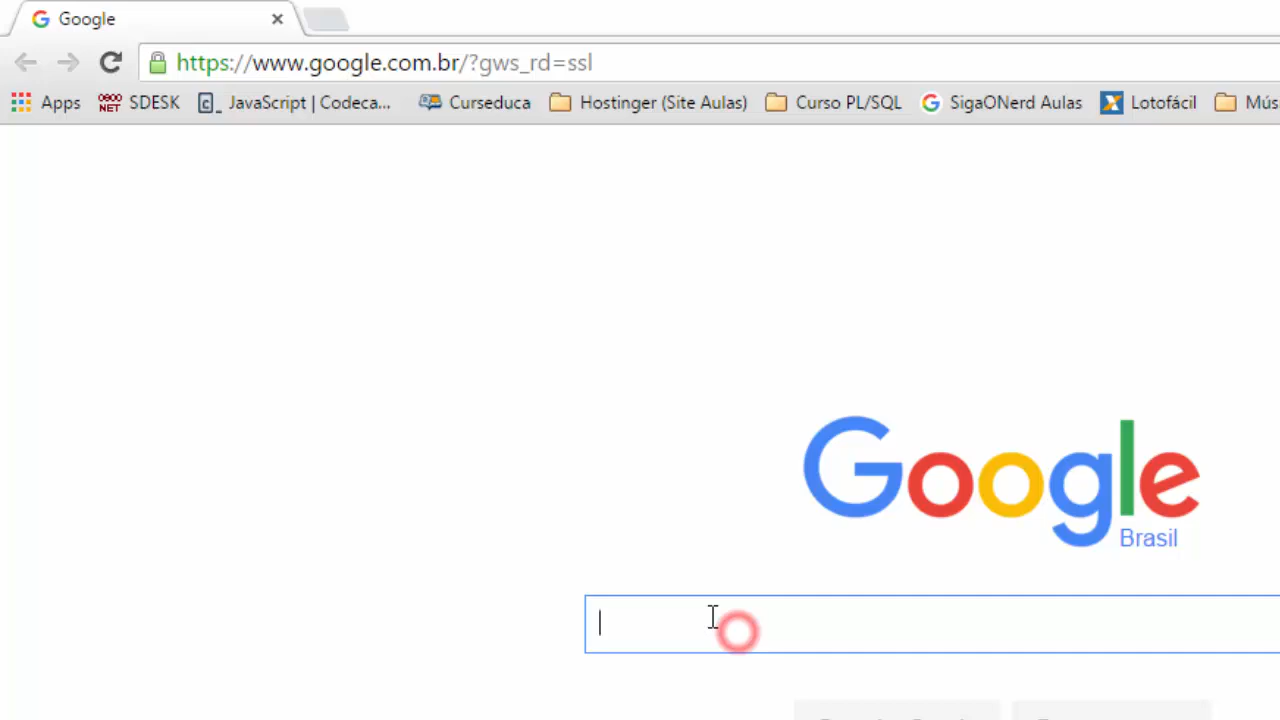 Google
https://www.google.com.br/?gws_rd=ssl
Apps SDESK JavaScript | Codeca... Curseduca Hostinger (Site Aulas) Curso PL/SQL SigaONerd Aulas Lotofácil Mús
Google
Brasil